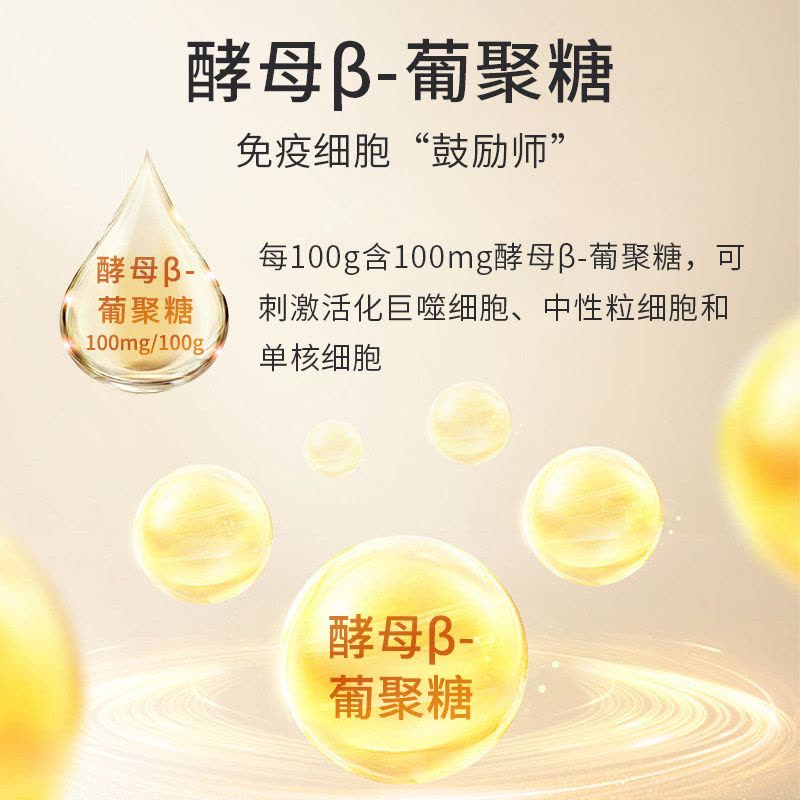 酵母β-葡聚糖
免疫细胞“鼓励师”
酵母β-
葡聚糖
100mg/100g
每100g含100mg酵母β-葡聚糖，可
刺激活化巨噬细胞、中性粒细胞和
单核细胞
酵母β-
葡聚糖